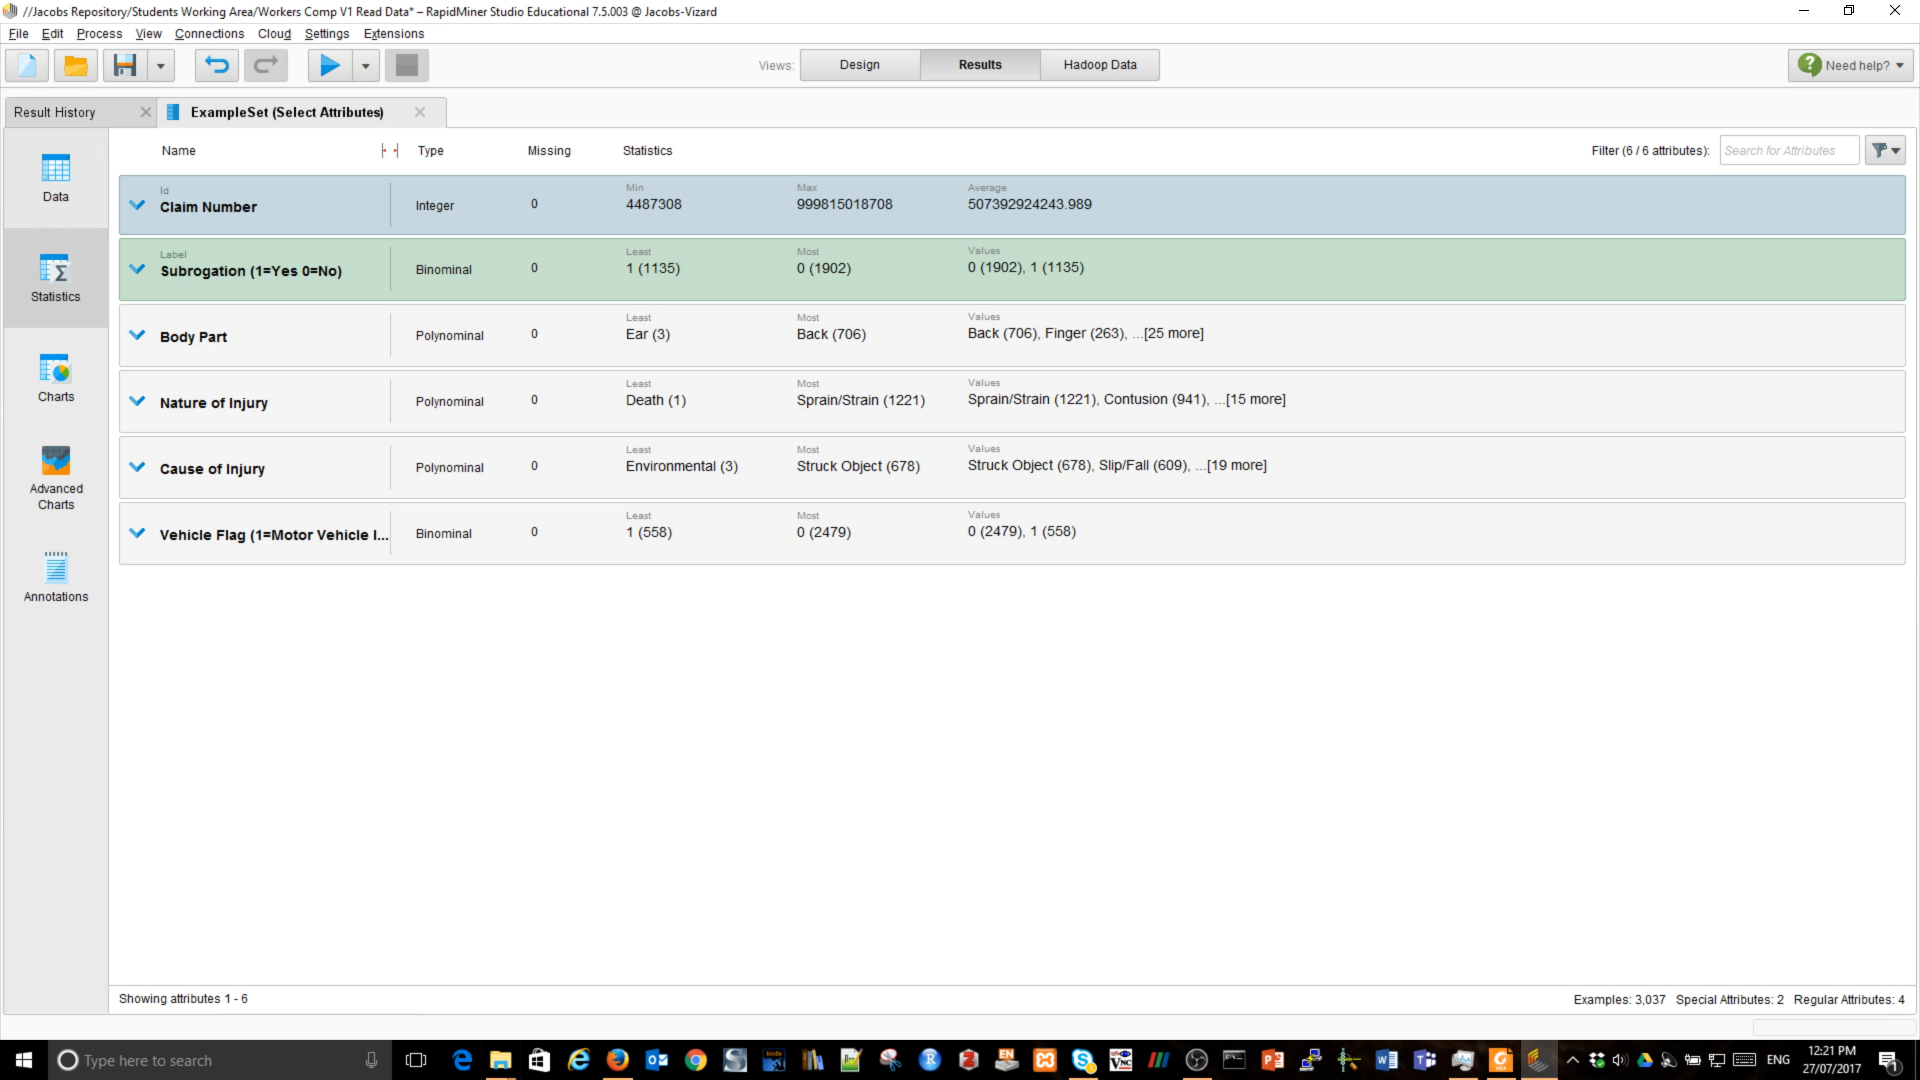 //Jacobs Repository/Students Working Area/Workers Comp V1 Read Data* – RapidMiner Studio Educational 7.5.003 @ Jacobs-Vizard
File Edit Process View Connections Cloud Settings Extensions
Views: Design Results Hadoop Data Need help?
Result History ExampleSet (Select Attributes)
Name Type Missing Statistics Filter (6 / 6 attributes): Search for Attributes
Data
Statistics
Charts
Advanced
Charts
Annotations
Id Min Max Average
Claim Number Integer 0 4487308 999815018708 507392924243.989
Label Least Most Values
Subrogation (1=Yes 0=No) Binominal 0 1 (1135) 0 (1902) 0 (1902), 1 (1135)
Least Most Values
Body Part Polynominal 0 Ear (3) Back (706) Back (706), Finger (263), ...[25 more]
Least Most Values
Nature of Injury Polynominal 0 Death (1) Sprain/Strain (1221) Sprain/Strain (1221), Contusion (941), ...[15 more]
Least Most Values
Cause of Injury Polynominal 0 Environmental (3) Struck Object (678) Struck Object (678), Slip/Fall (609), ...[19 more]
Least Most Values
Vehicle Flag (1=Motor Vehicle I... Binominal 0 1 (558) 0 (2479) 0 (2479), 1 (558)
Showing attributes 1 - 6 Examples: 3,037 Special Attributes: 2 Regular Attributes: 4
Type here to search ENG 12:21 PM
27/07/2017